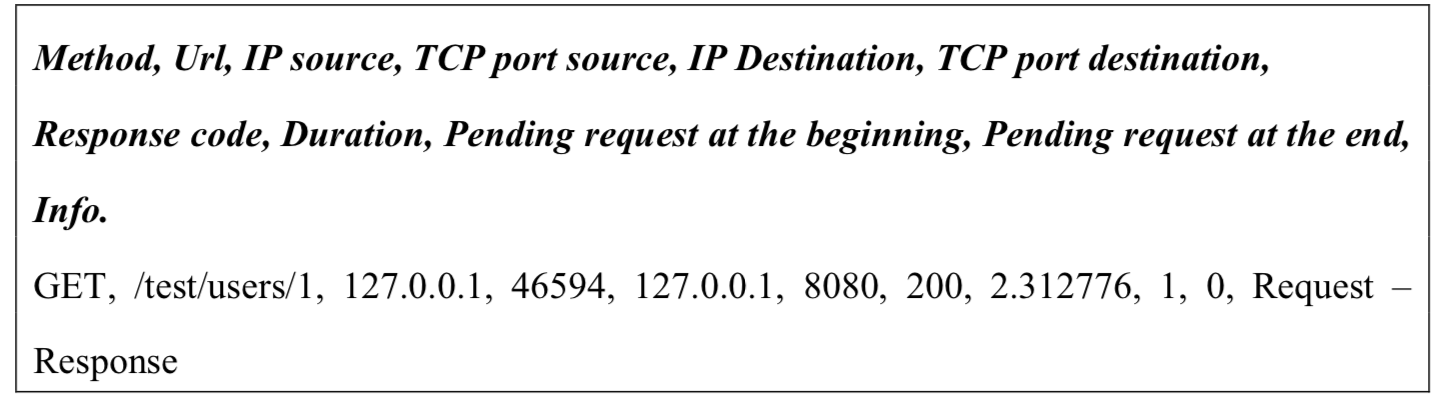 Method, Url, IP source, TCP port source, IP Destination, TCP port destination,
Response code, Duration, Pending request at the beginning, Pending request at the end,
Info.
GET, /test/users/1, 127.0.0.1, 46594, 127.0.0.1, 8080, 200, 2.312776, 1, 0, Request –
Response